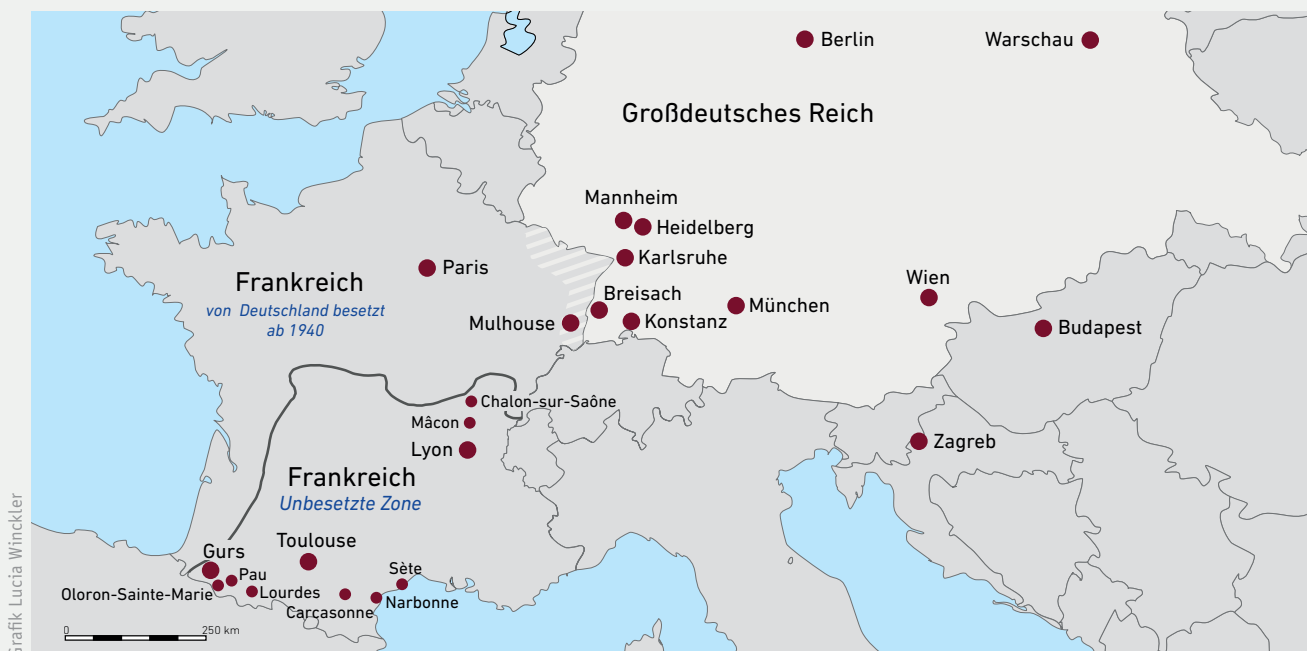 Berlin
Warschau
Großdeutsches Reich
Mannheim
Heidelberg
Karlsruhe
Paris
Frankreich
von Deutschland besetzt
ab 1940
Wien
Breisach
München
Mulhouse
Konstanz
Budapest
Chalon-sur-Saône
Mâcon
Lyon
Zagreb
Frankreich
Unbesetzte Zone
Toulouse
Gurs
Pau
Sète
Oloron-Sainte-Marie
Lourdes
Carcasonne
Narbonne
0
250 km
Grafik Lucia Winckler